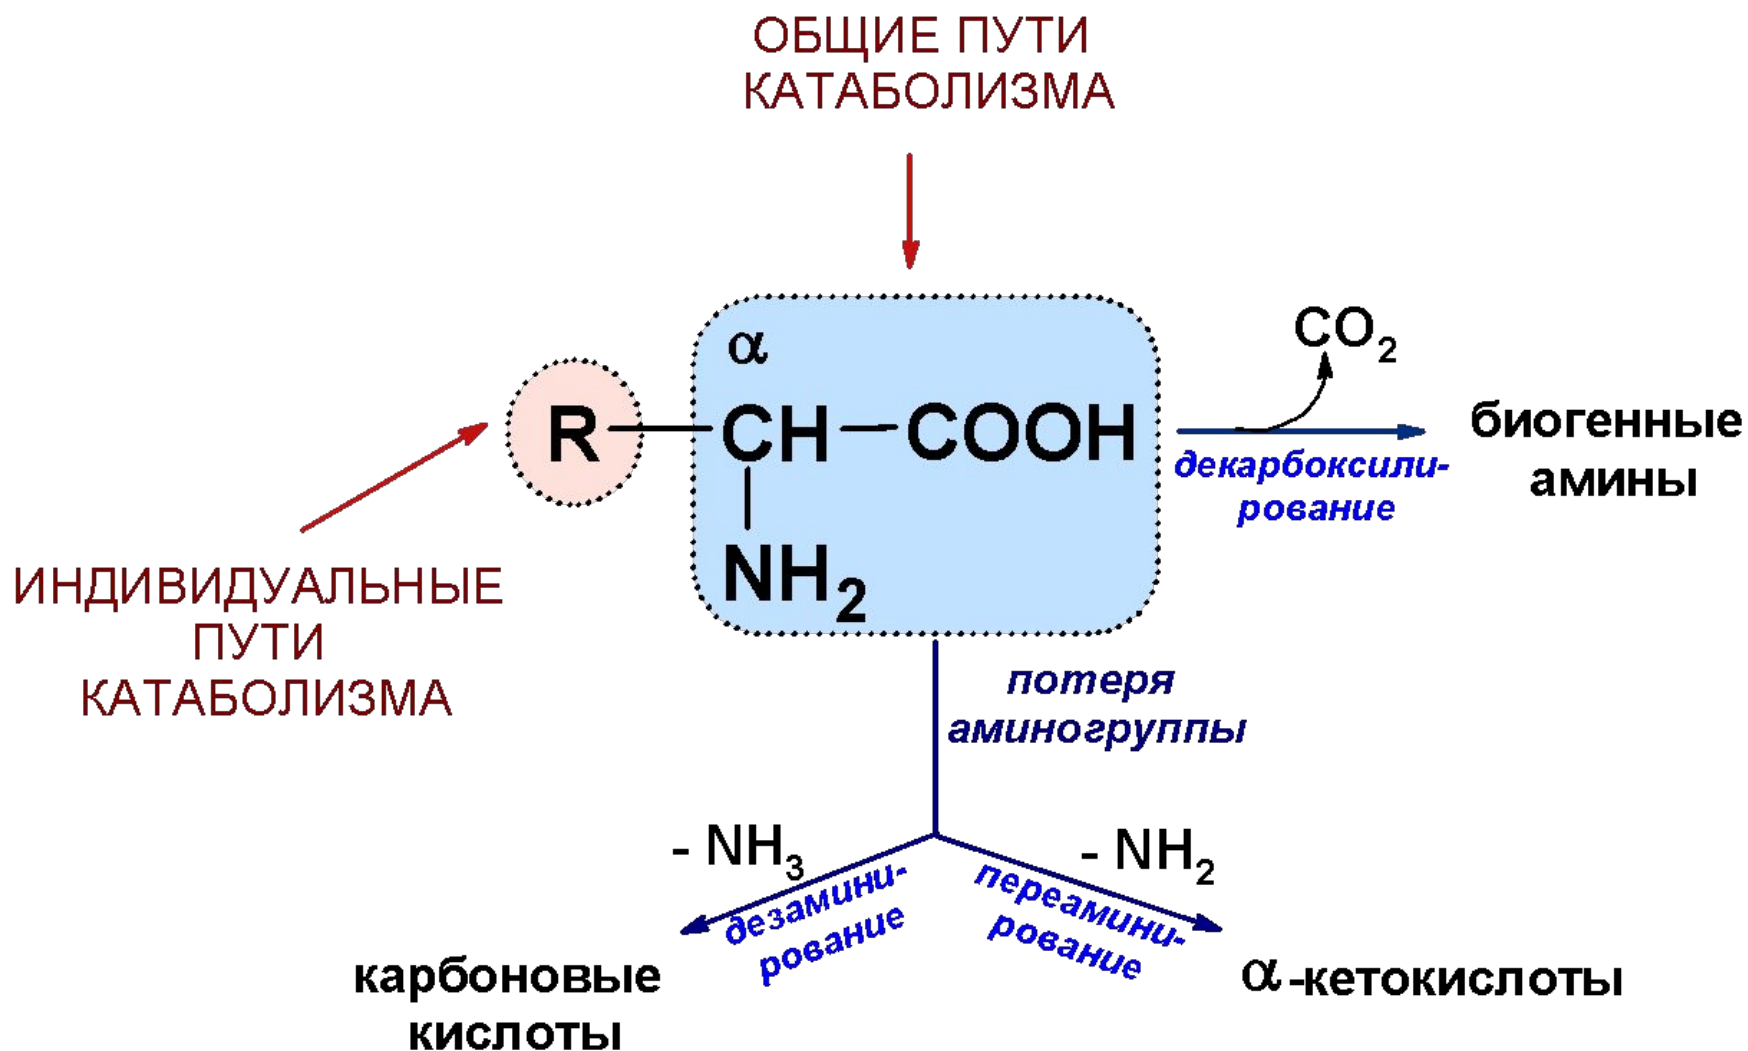 ОБЩИЕ ПУТИ
КАТАБОЛИЗМА
α
CO2
R
CH
COOH
NH2
декарбоксили-
рование
биогенные
амины
ИНДИВИДУАЛЬНЫЕ
ПУТИ
КАТАБОЛИЗМА
потеря
аминогруппы
- NH3
- NH2
дезамини-
рование
переамини-
рование
карбоновые
кислоты
α-кетокислоты